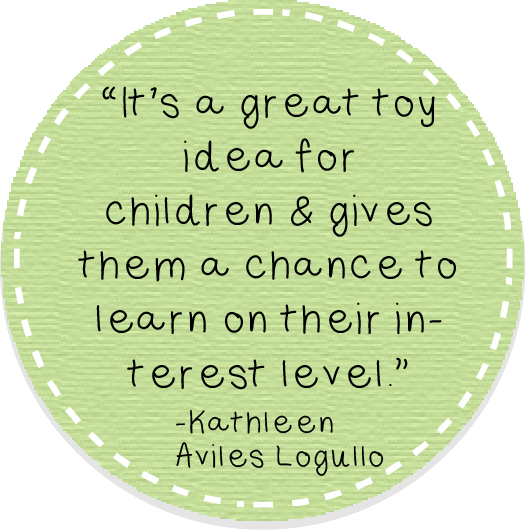 “It’s a great toy
idea for
children & gives
them a chance to
learn on their in-
terest level.”
-Kathleen
Aviles Logullo